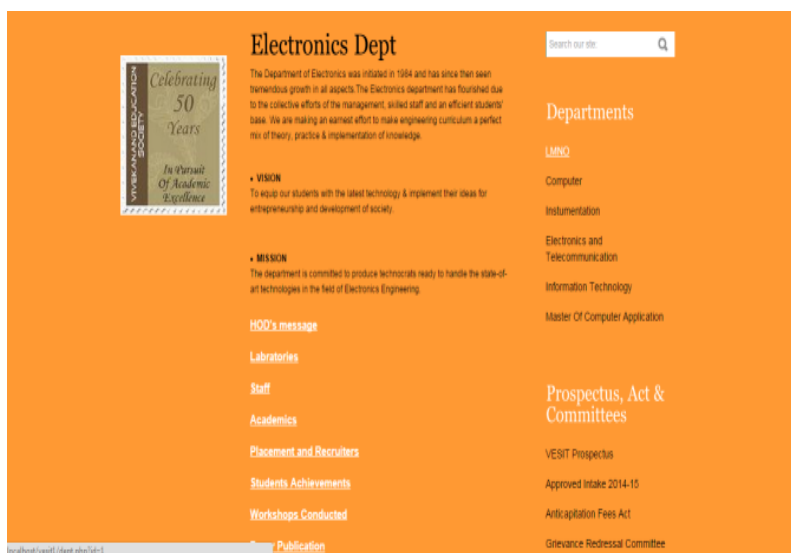 VIVEKANAND EDUCATION
SOCIETY
Celebrating
50
Years
In Pursuit
Of Academic
Excellence
Electronics Dept
The Department of Electronics was initiated in 1984 and has since then seen
tremendous growth in all aspects.The Electronics department has flourished due
to the collective efforts of the management, skilled staff and an efficient students'
base. We are making an earnest effort to make engineering curriculum a perfect
mix of theory, practice & implementation of knowledge.
• VISION
To equip our students with the latest technology & implement their ideas for
entrepreneurship and development of society.
• MISSION
The department is committed to produce technocrats ready to handle the state-of-
art technologies in the field of Electronics Engineering.
HOD's message
Labratories
Staff
Academics
Placement and Recruiters
Students Achievements
Workshops Conducted
Publication
Search our site:
Departments
LMNO
Computer
Instumentation
Electronics and
Telecommunication
Information Technology
Master Of Computer Application
Prospectus, Act &
Committees
VESIT Prospectus
Approved Intake 2014-15
Anticapitation Fees Act
Grievance Redressal Committee